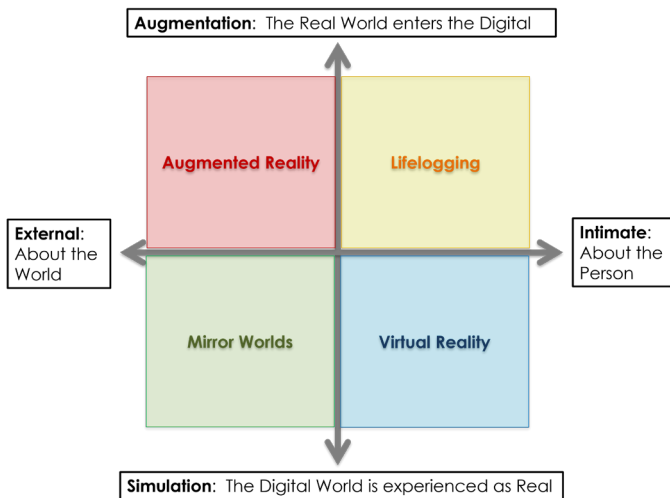 Augmentation: The Real World enters the Digital
Augmented Reality
Lifelogging
External:
About the
World
Intimate:
About the
Person
Mirror Worlds
Virtual Reality
Simulation: The Digital World is experienced as Real